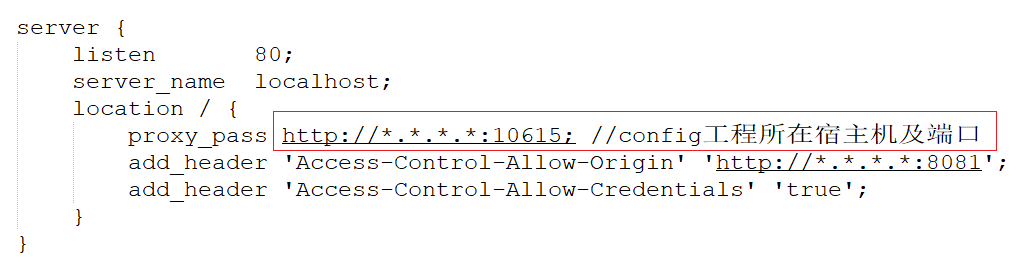 server {
    listen       80;
    server_name  localhost;
    location / {
        proxy_pass http://*.*.*.*:10615; //config工程所在宿主机及端口
        add_header 'Access-Control-Allow-Origin' 'http://*.*.*.*:8081';
        add_header 'Access-Control-Allow-Credentials' 'true';
    }
}